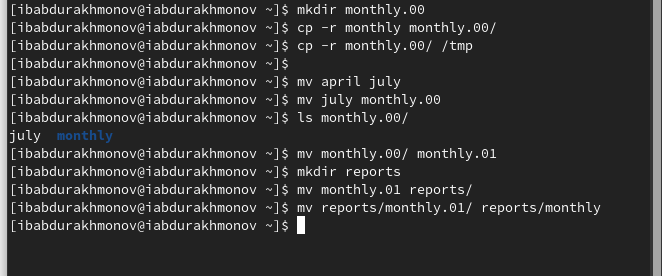 [ibabdurakhmonov@iabdurakhmonov ~]$ mkdir monthly.00
[ibabdurakhmonov@iabdurakhmonov ~]$ cp -r monthly monthly.00/
[ibabdurakhmonov@iabdurakhmonov ~]$ cp -r monthly.00/ /tmp
[ibabdurakhmonov@iabdurakhmonov ~]$
[ibabdurakhmonov@iabdurakhmonov ~]$ mv april july
[ibabdurakhmonov@iabdurakhmonov ~]$ mv july monthly.00
[ibabdurakhmonov@iabdurakhmonov ~]$ ls monthly.00/
july  monthly
[ibabdurakhmonov@iabdurakhmonov ~]$ mv monthly.00/ monthly.01
[ibabdurakhmonov@iabdurakhmonov ~]$ mkdir reports
[ibabdurakhmonov@iabdurakhmonov ~]$ mv monthly.01 reports/
[ibabdurakhmonov@iabdurakhmonov ~]$ mv reports/monthly.01/ reports/monthly
[ibabdurakhmonov@iabdurakhmonov ~]$